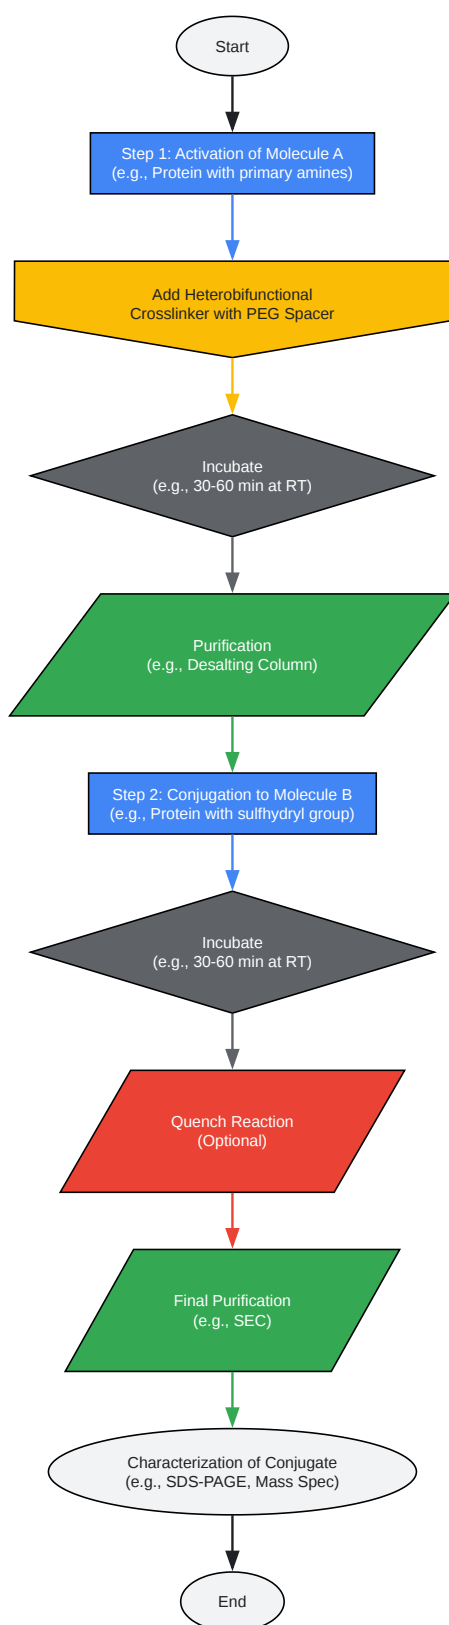 Start
Step 1: Activation of Molecule A
(e.g., Protein with primary amines)
Add Heterobifunctional
Crosslinker with PEG Spacer
Incubate
(e.g., 30-60 min at RT)
Purification
(e.g., Desalting Column)
Step 2: Conjugation to Molecule B
(e.g., Protein with sulfhydryl group)
Incubate
(e.g., 30-60 min at RT)
Quench Reaction
(Optional)
Final Purification
(e.g., SEC)
Characterization of Conjugate
(e.g., SDS-PAGE, Mass Spec)
End